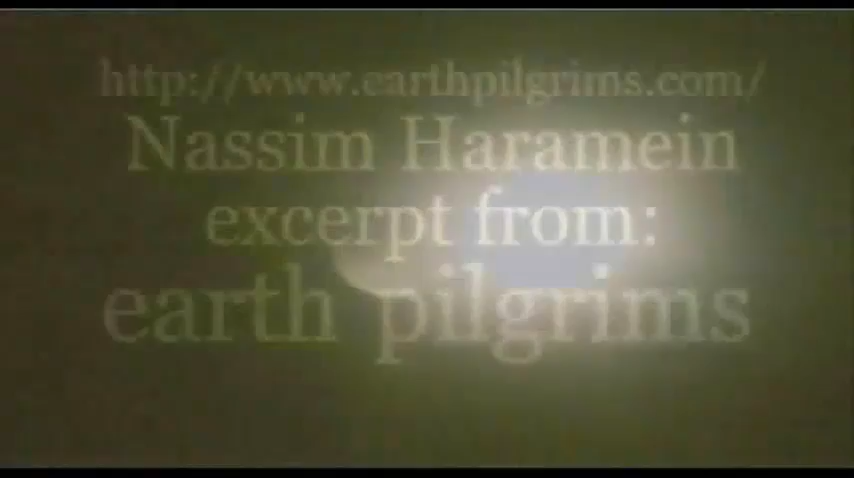 http://www.earthpilgrims.com/
Nassim Haramein
excerpt from:
earth pilgrims